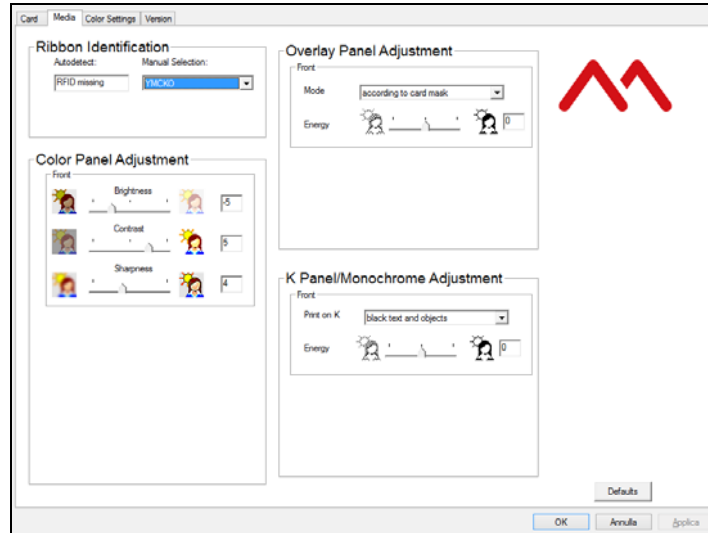 Card Media Color Settings Version
Ribbon Identification
Autodetect: Manual Selection:
RFID missing YMCKO
Color Panel Adjustment
Front
Brightness
-5
Contrast
5
Sharpness
4
Overlay Panel Adjustment
Front
Mode according to card mask
Energy 0
K Panel/Monochrome Adjustment
Front
Print on K black text and objects
Energy 0
Defaults
OK Annulla Applica